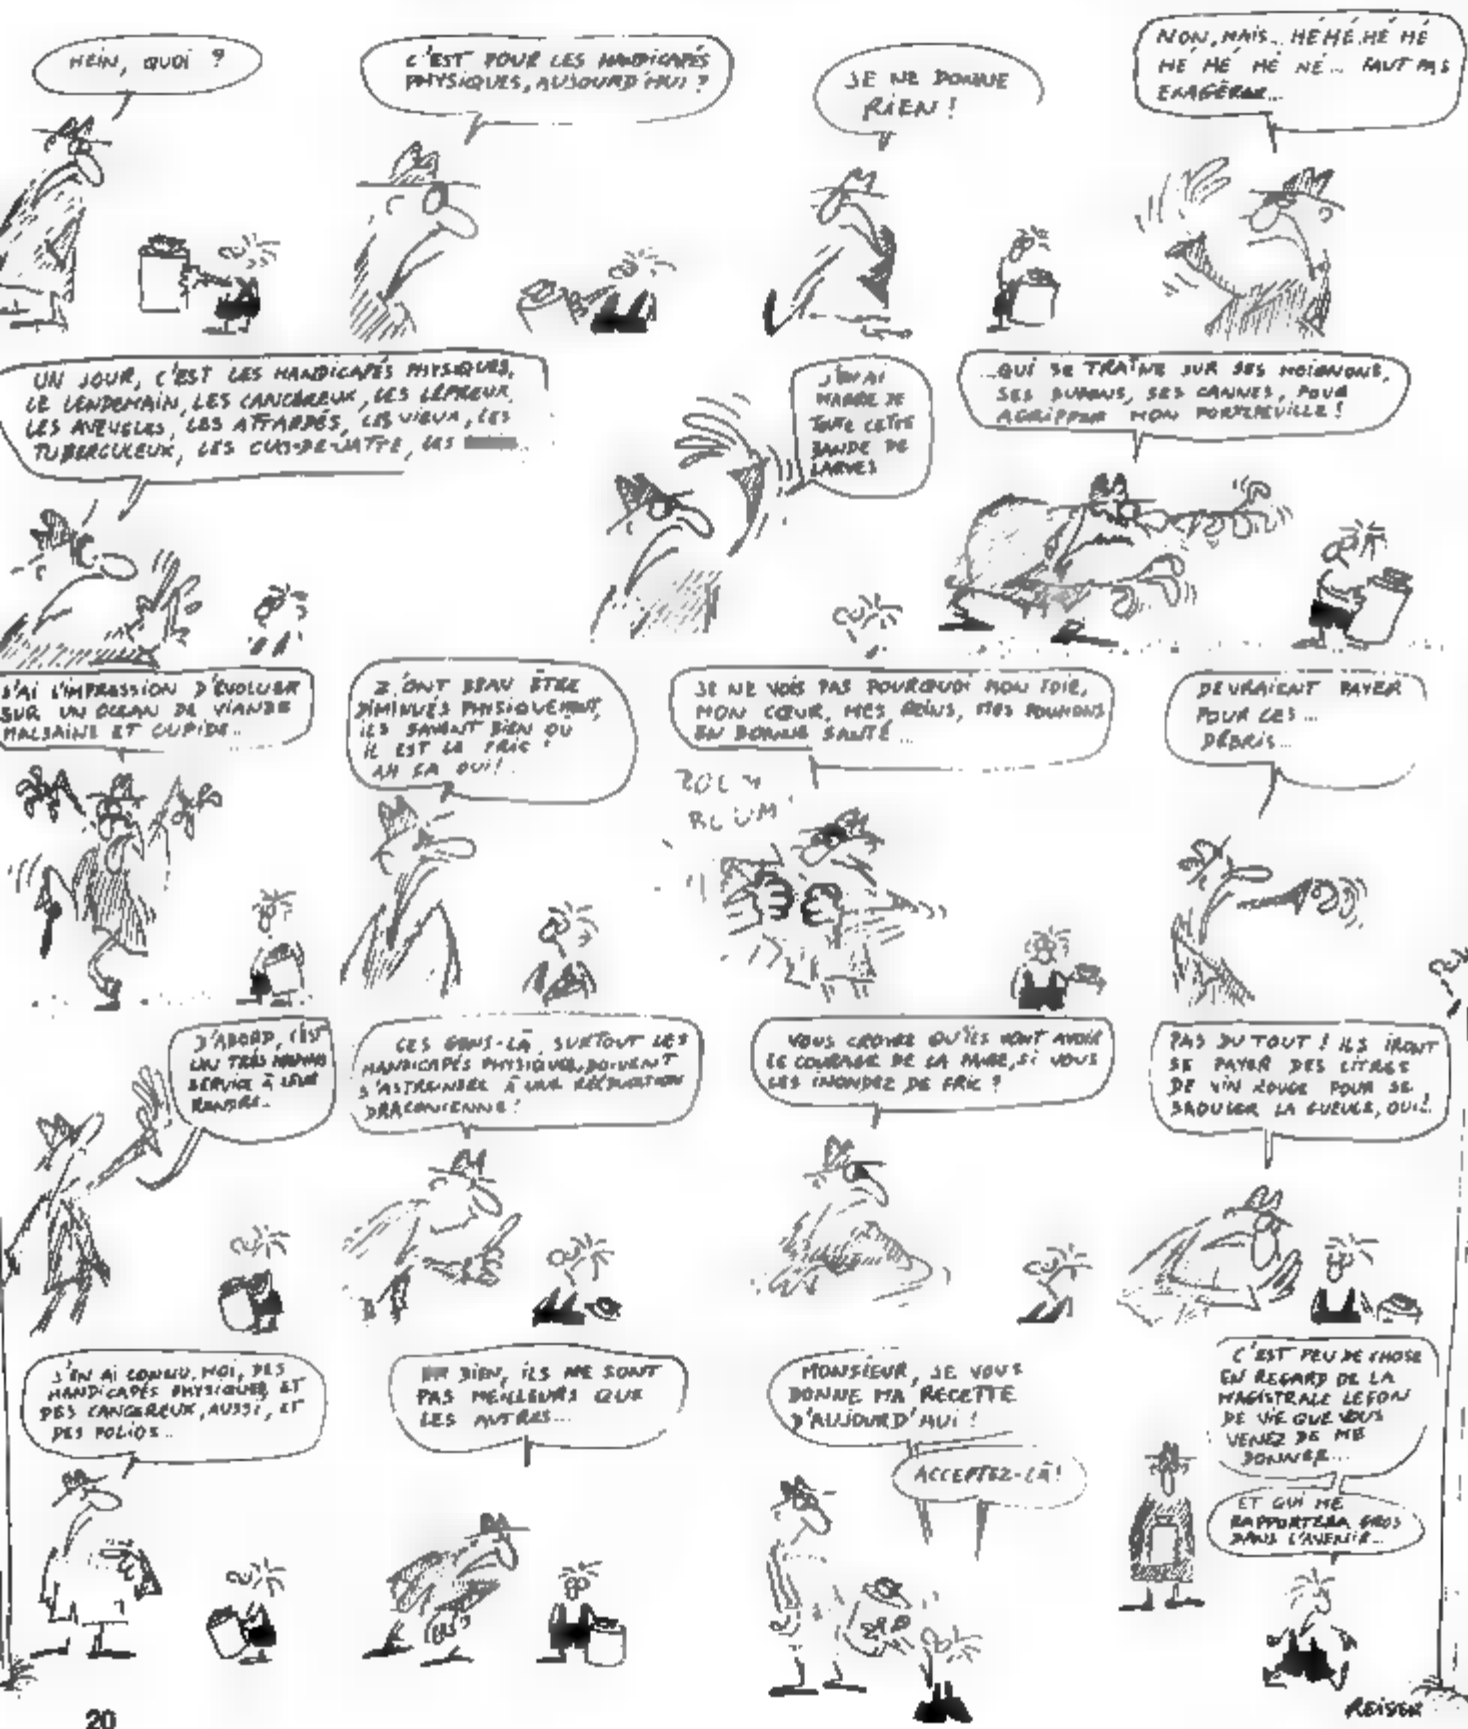 HEIN, QUOI ?
C'EST POUR LES HANDICAPÉS
PHYSIQUES, AUJOURD'HUI ?
JE NE DONNE
RIEN !
NON, MAIS... HÉ HÉ HÉ HÉ
HÉ HÉ HÉ HÉ... FAUT PAS
EXAGÉRER...
UN JOUR, C'EST LES HANDICAPÉS PHYSIQUES,
LE LENDEMAIN, LES CANCÉREUX, LES LÉPREUX,
LES AVEUGLES, LES ATTARDÉS, LES VIEUX, LES
TUBERCULEUX, LES CULS-DE-JATTE, LES
J'EN AI
MARRE DE
TOUTE CETTE
BANDE DE
LARVES
...QUI SE TRAÎNE SUR SES MOIGNONS,
SES CANNES, POUR
AGRIPPER MON PORTEFEUILLE !
J'AI L'IMPRESSION D'ÉVOLUER
SUR UN OCÉAN DE VIANDE
MALSAINE ET CUPIDE...
Z'ONT BEAU ÊTRE
DIMINUÉS PHYSIQUEMENT,
ILS SAVENT BIEN OÙ
IL EST LE FRIC !
AH ÇA OUI !
JE NE VOIS PAS POURQUOI MON FOIE,
MON CŒUR, MES REINS, MES POUMONS
EN BONNE SANTÉ...
BOUM
DEVRAIENT PAYER
POUR CES...
DÉBRIS...
D'ABORD, C'EST
UN TRÈS MAUVAIS
SERVICE À LEUR
RENDRE...
CES GENS-LÀ, SURTOUT LES
HANDICAPÉS PHYSIQUES, DOIVENT
S'ASTREINDRE À UNE RÉÉDUCATION
DRACONIENNE !
VOUS CROYEZ QU'ILS VONT AVOIR
LE COURAGE DE LA FAIRE, SI VOUS
LES INONDEZ DE FRIC ?
PAS DU TOUT ! ILS IRONT
SE PAYER DES LITRES
DE VIN ROUGE POUR SE
SAOULER LA GUEULE, OUI !
J'EN AI CONNU, MOI, DES
HANDICAPÉS PHYSIQUES ET
DES CANCÉREUX, AUSSI, ET
DES POLIOS...
BIEN, ILS NE SONT
PAS MEILLEURS QUE
LES AUTRES...
MONSIEUR, JE VOUS
DONNE MA RECETTE
D'AUJOURD'HUI !
ACCEPTEZ-LÀ !
C'EST PEU DE CHOSE
EN REGARD DE LA
MAGISTRALE LEÇON
DE VIE QUE VOUS
VENEZ DE ME
DONNER...
ET QUI ME
RAPPORTERA GROS
DANS L'AVENIR...
REISER
20